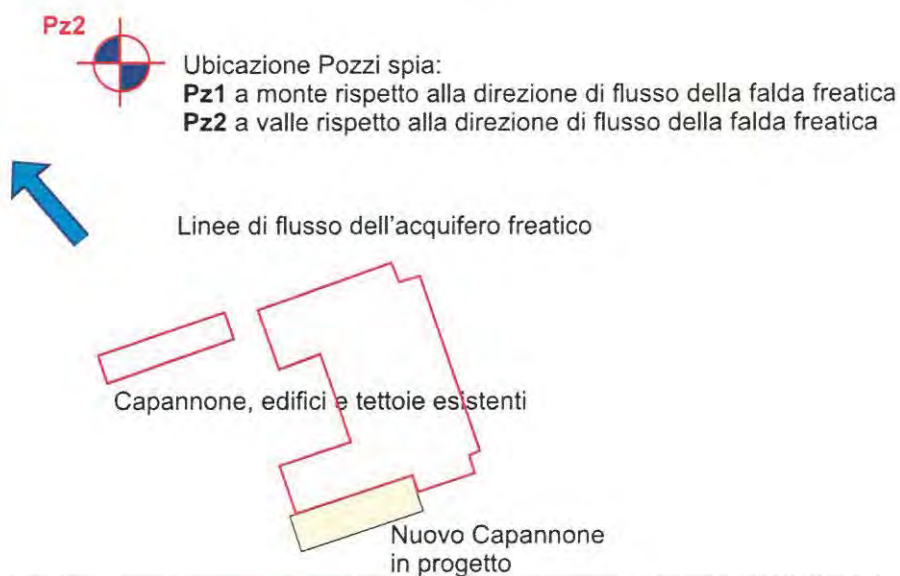 Pz2
Ubicazione Pozzi spia:
Pz1 a monte rispetto alla direzione di flusso della falda freatica
Pz2 a valle rispetto alla direzione di flusso della falda freatica
Linee di flusso dell'acquifero freatico
Capannone, edifici e tettoie esistenti
Nuovo Capannone
in progetto